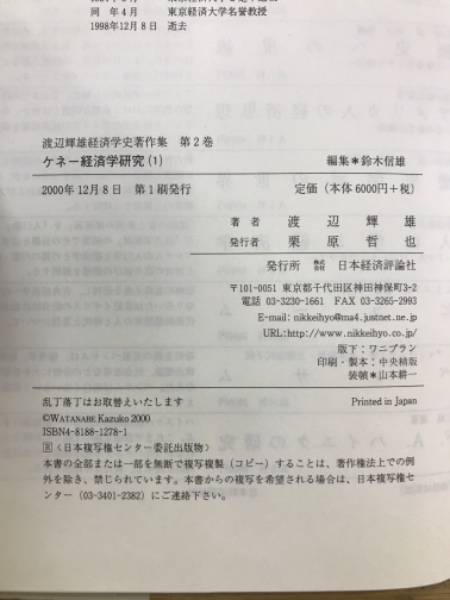 同 年4月 東京経済大学名誉教授
1998年12月8日 逝去
渡辺輝雄経済学史著作集 第2巻
ケネー経済学研究(1) 編集＊鈴木信雄
2000年12月8日 第1刷発行 定価(本体6000円+税)
著者 渡辺輝雄
発行者 栗原哲也
発行所 株式会社 日本経済評論社
〒101-0051 東京都千代田区神田神保町3-2
電話 03-3230-1661 FAX 03-3265-2993
E-mail: nikkeihyo@ma4.justnet.ne.jp
URL:http://www.nikkeihyo.co.jp/
版下：ワニプラン
印刷・製本：中央精版
装幀＊山本耕一
乱丁落丁はお取替えいたします Printed in Japan
©WATANABE Kazuko 2000
ISBN4-8188-1278-1
〈日本複写権センター委託出版物〉
本書の全部または一部を無断で複写複製(コピー)することは、著作権法上での例
外を除き、禁じられています。本書からの複写を希望される場合は、日本複写権セ
ンター(03-3401-2382)にご連絡下さい。